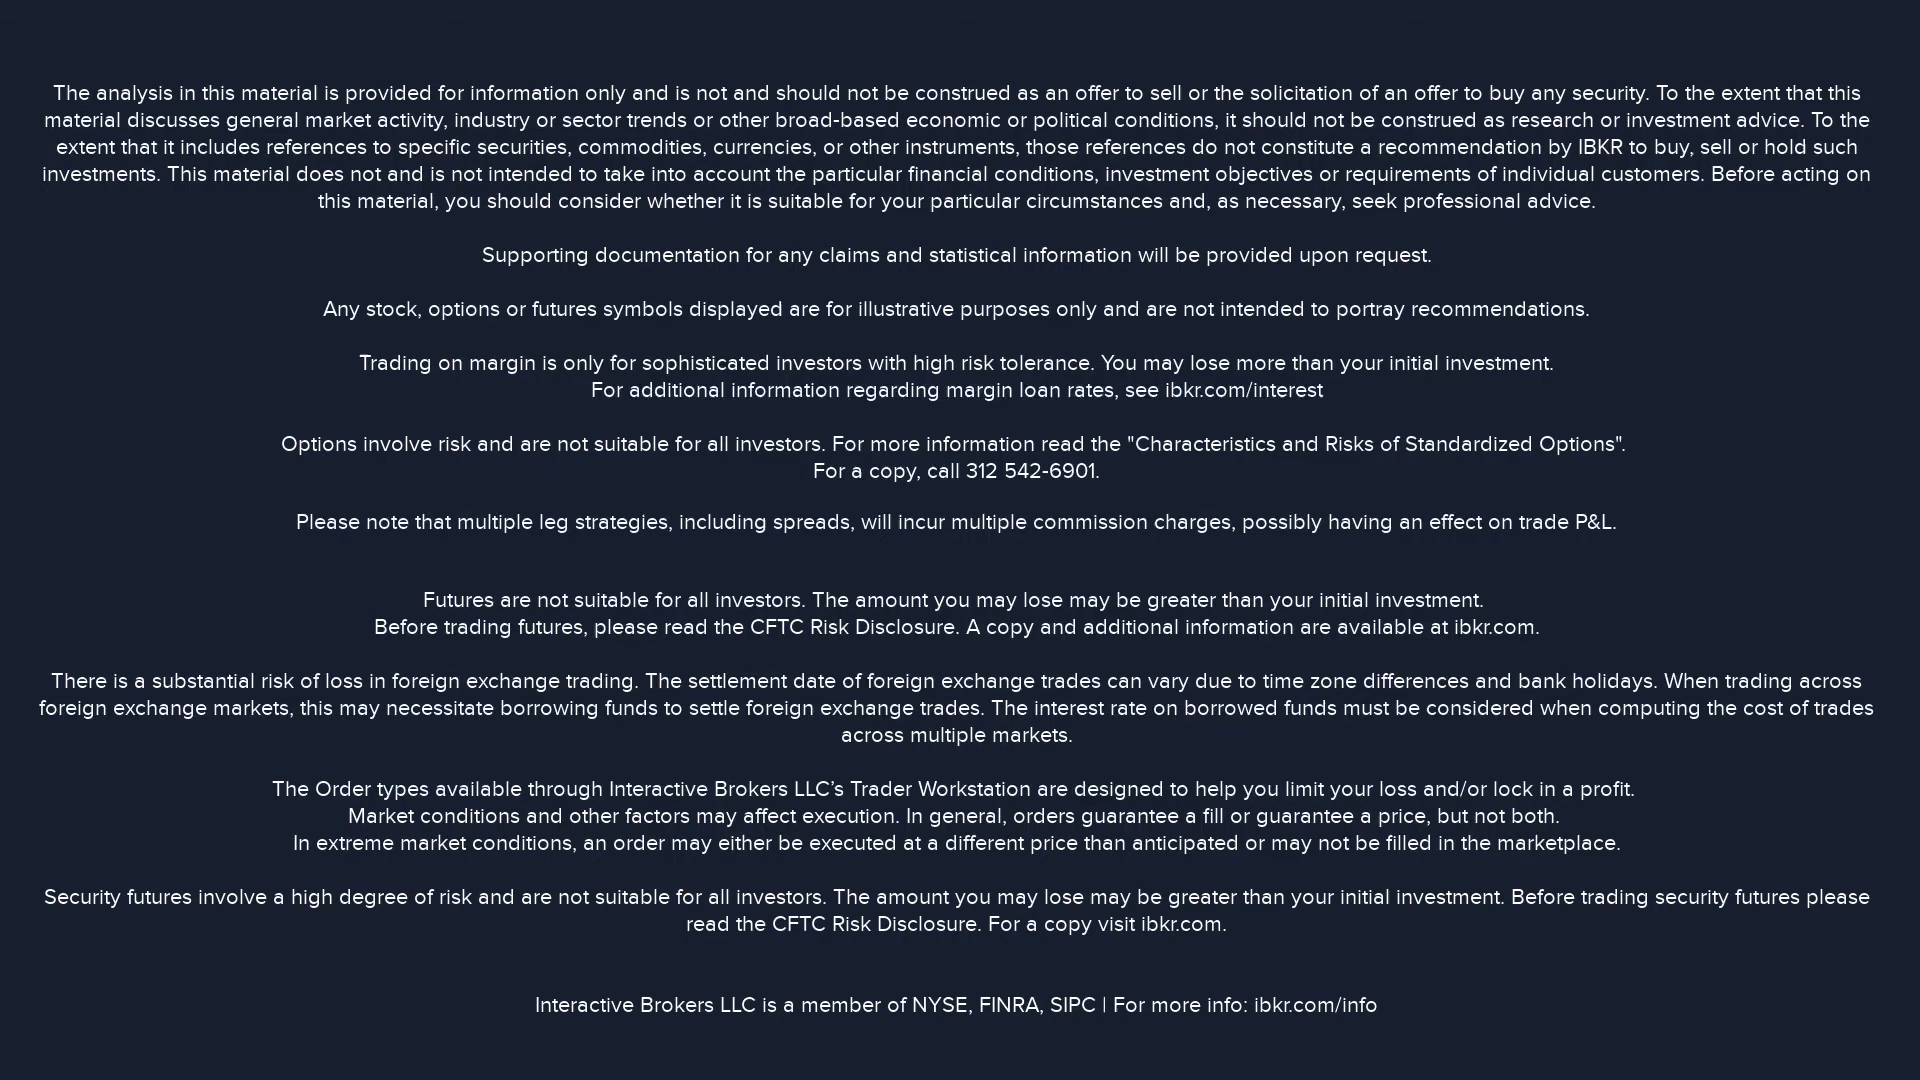 The analysis in this material is provided for information only and is not and should not be construed as an offer to sell or the solicitation of an offer to buy any security. To the extent that this
material discusses general market activity, industry or sector trends or other broad-based economic or political conditions, it should not be construed as research or investment advice. To the
extent that it includes references to specific securities, commodities, currencies, or other instruments, those references do not constitute a recommendation by IBKR to buy, sell or hold such
investments. This material does not and is not intended to take into account the particular financial conditions, investment objectives or requirements of individual customers. Before acting on
this material, you should consider whether it is suitable for your particular circumstances and, as necessary, seek professional advice.
Supporting documentation for any claims and statistical information will be provided upon request.
Any stock, options or futures symbols displayed are for illustrative purposes only and are not intended to portray recommendations.
Trading on margin is only for sophisticated investors with high risk tolerance. You may lose more than your initial investment.
For additional information regarding margin loan rates, see ibkr.com/interest
Options involve risk and are not suitable for all investors. For more information read the "Characteristics and Risks of Standardized Options".
For a copy, call 312 542-6901.
Please note that multiple leg strategies, including spreads, will incur multiple commission charges, possibly having an effect on trade P&L.
Futures are not suitable for all investors. The amount you may lose may be greater than your initial investment.
Before trading futures, please read the CFTC Risk Disclosure. A copy and additional information are available at ibkr.com.
There is a substantial risk of loss in foreign exchange trading. The settlement date of foreign exchange trades can vary due to time zone differences and bank holidays. When trading across
foreign exchange markets, this may necessitate borrowing funds to settle foreign exchange trades. The interest rate on borrowed funds must be considered when computing the cost of trades
across multiple markets.
The Order types available through Interactive Brokers LLC’s Trader Workstation are designed to help you limit your loss and/or lock in a profit.
Market conditions and other factors may affect execution. In general, orders guarantee a fill or guarantee a price, but not both.
In extreme market conditions, an order may either be executed at a different price than anticipated or may not be filled in the marketplace.
Security futures involve a high degree of risk and are not suitable for all investors. The amount you may lose may be greater than your initial investment. Before trading security futures please
read the CFTC Risk Disclosure. For a copy visit ibkr.com.
Interactive Brokers LLC is a member of NYSE, FINRA, SIPC | For more info: ibkr.com/info